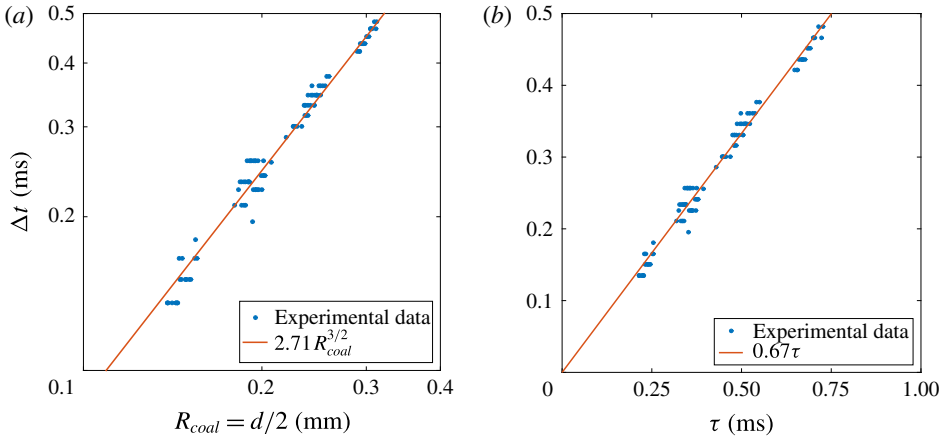 (a)
0.5
0.4
0.3
0.2
Δt (ms)
Experimental data
2.71R_coal^3/2
0.1
0.2
0.3
0.4
R_coal = d/2 (mm)
(b)
0.5
0.4
0.3
0.2
0.1
Experimental data
0.67τ
0
0.25
0.50
0.75
1.00
τ (ms)